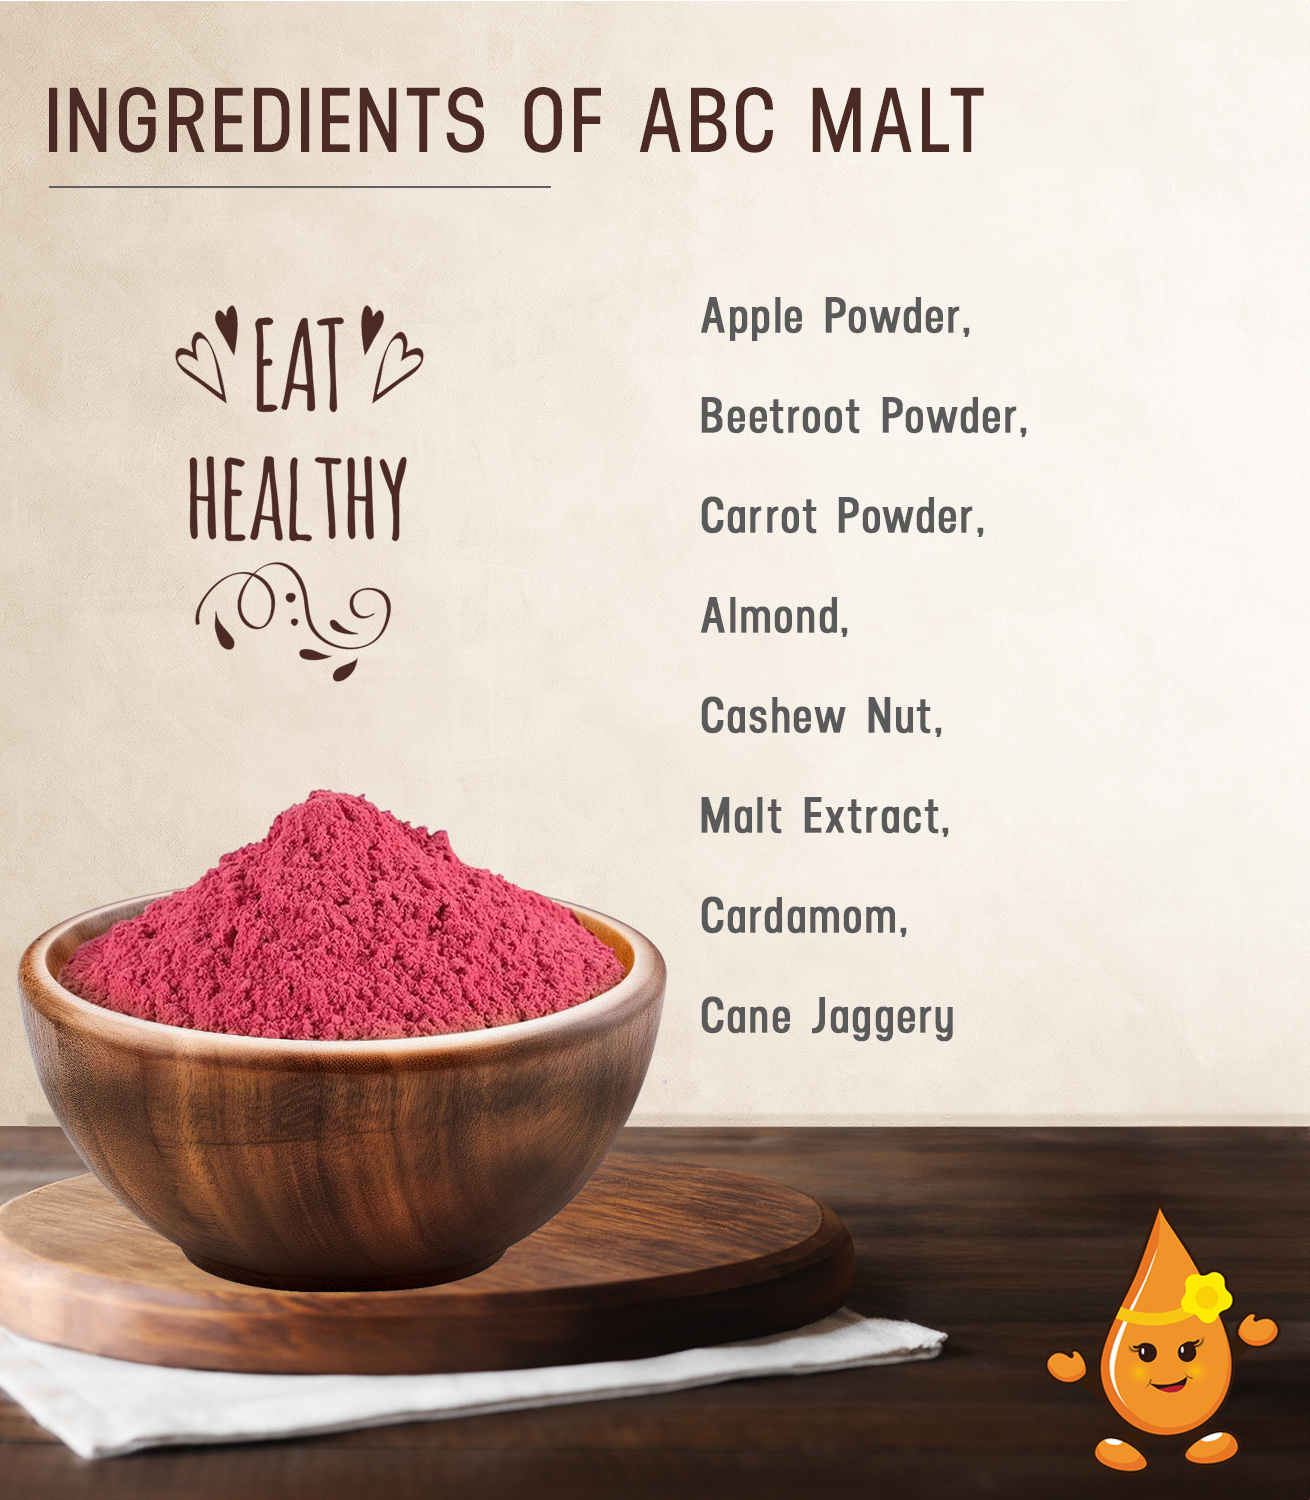 INGREDIENTS OF ABC MALT
EAT
HEALTHY
Apple Powder,
Beetroot Powder,
Carrot Powder,
Almond,
Cashew Nut,
Malt Extract,
Cardamom,
Cane Jaggery